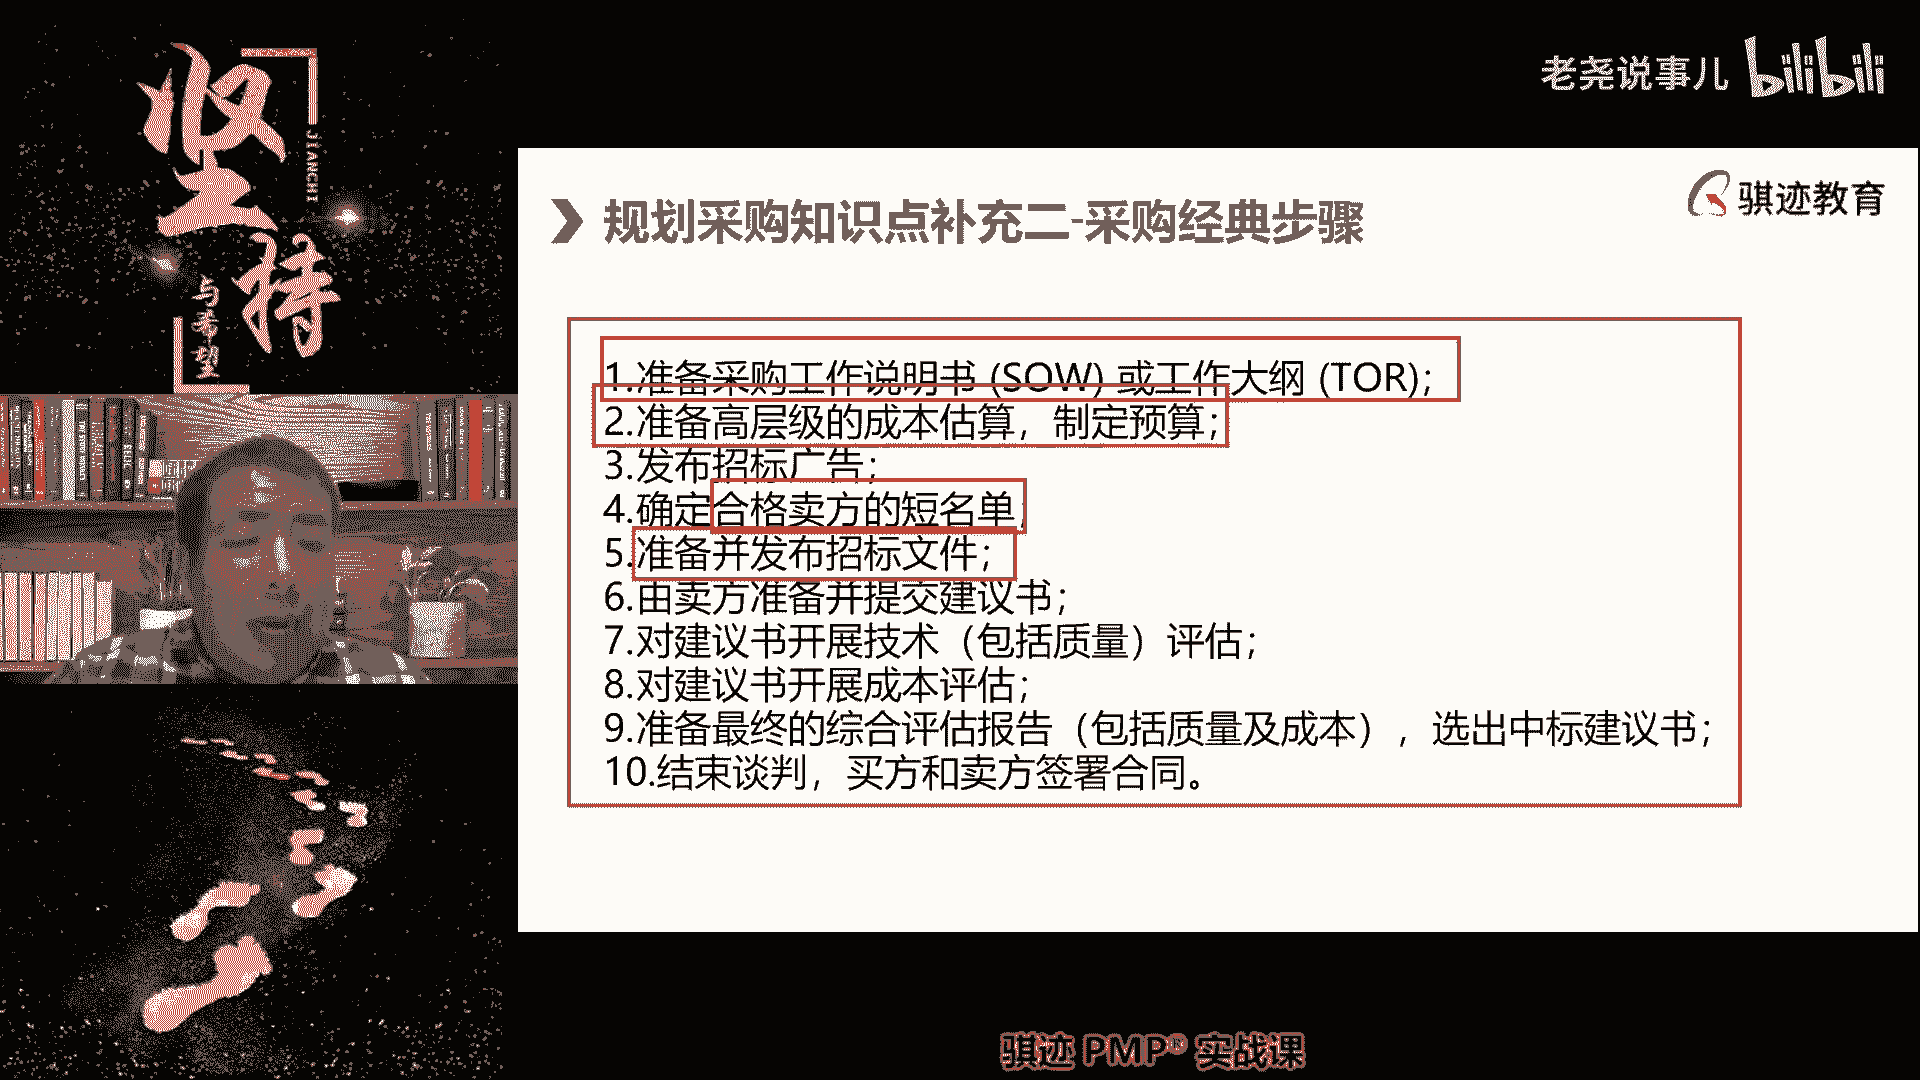 坚持
JIANCHI
与希望
老尧说事儿 bilibili
骐迹教育
规划采购知识点补充二-采购经典步骤
1.准备采购工作说明书 (SOW) 或工作大纲 (TOR)；
2.准备高层级的成本估算，制定预算；
3.发布招标广告；
4.确定合格卖方的短名单；
5.准备并发布招标文件；
6.由卖方准备并提交建议书；
7.对建议书开展技术（包括质量）评估；
8.对建议书开展成本评估；
9.准备最终的综合评估报告（包括质量及成本），选出中标建议书；
10.结束谈判，买方和卖方签署合同。
骐迹 PMP® 实战课